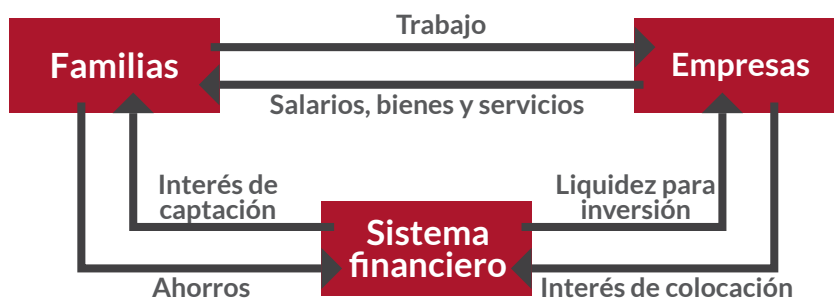 Trabajo
Familias
Empresas
Salarios, bienes y servicios
Interés de
captación
Liquidez para
inversión
Sistema
financiero
Ahorros
Interés de colocación